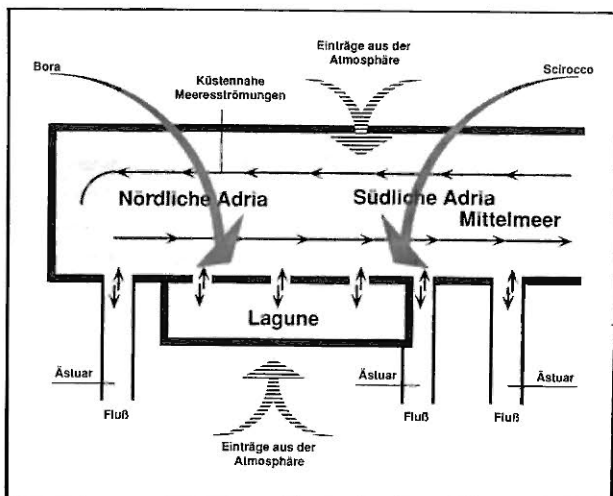 Bora
Einträge aus der
Atmosphäre
Scirocco
Küstennahe
Meeresströmungen
Nördliche Adria
Südliche Adria
Mittelmeer
Lagune
Ästuar
Ästuar
Ästuar
Fluß
Fluß
Fluß
Einträge aus der
Atmosphäre